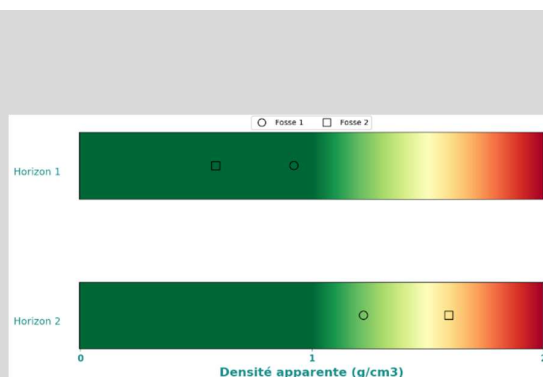 Fosse 1 Fosse 2
Horizon 1
Horizon 2
0 1 2
Densité apparente (g/cm3)